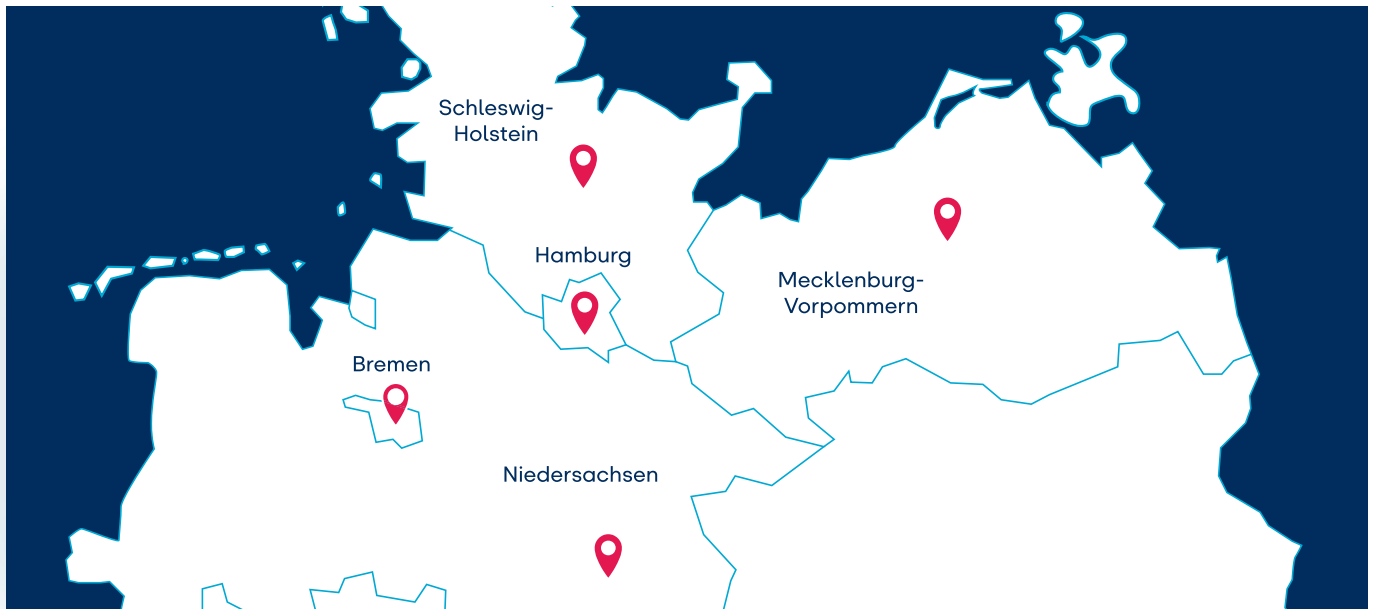 Schleswig-
Holstein
Hamburg
Mecklenburg-
Vorpommern
Bremen
Niedersachsen